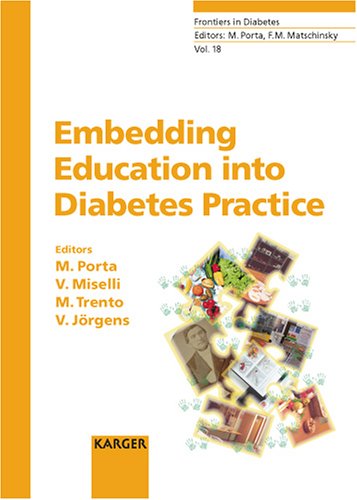 Frontiers in Diabetes
Editors: M. Porta, F.M. Matschinsky
Vol. 18
Embedding
Education into
Diabetes Practice
Editors
M. Porta
V. Miselli
M. Trento
V. Jörgens
KARGER